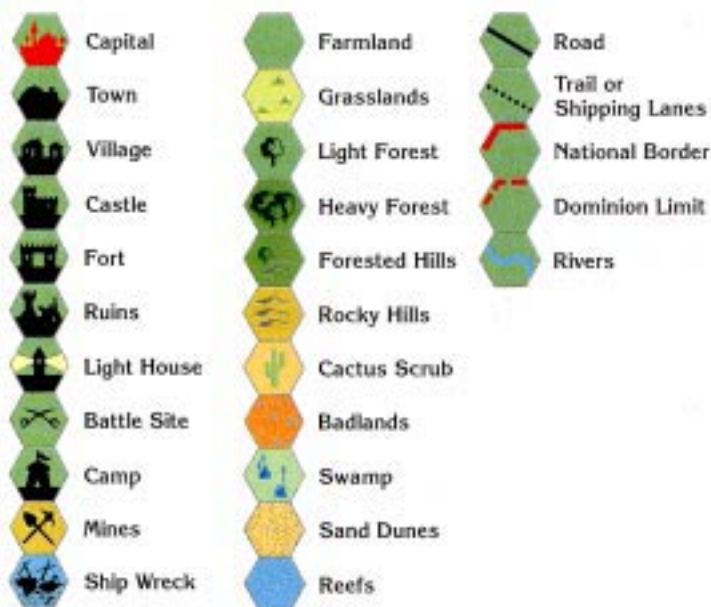 Capital
Town
Village
Castle
Fort
Ruins
Light House
Battle Site
Camp
Mines
Ship Wreck
Farmland
Grasslands
Light Forest
Heavy Forest
Forested Hills
Rocky Hills
Cactus Scrub
Badlands
Swamp
Sand Dunes
Reefs
Road
Trail or
Shipping Lanes
National Border
Dominion Limit
Rivers